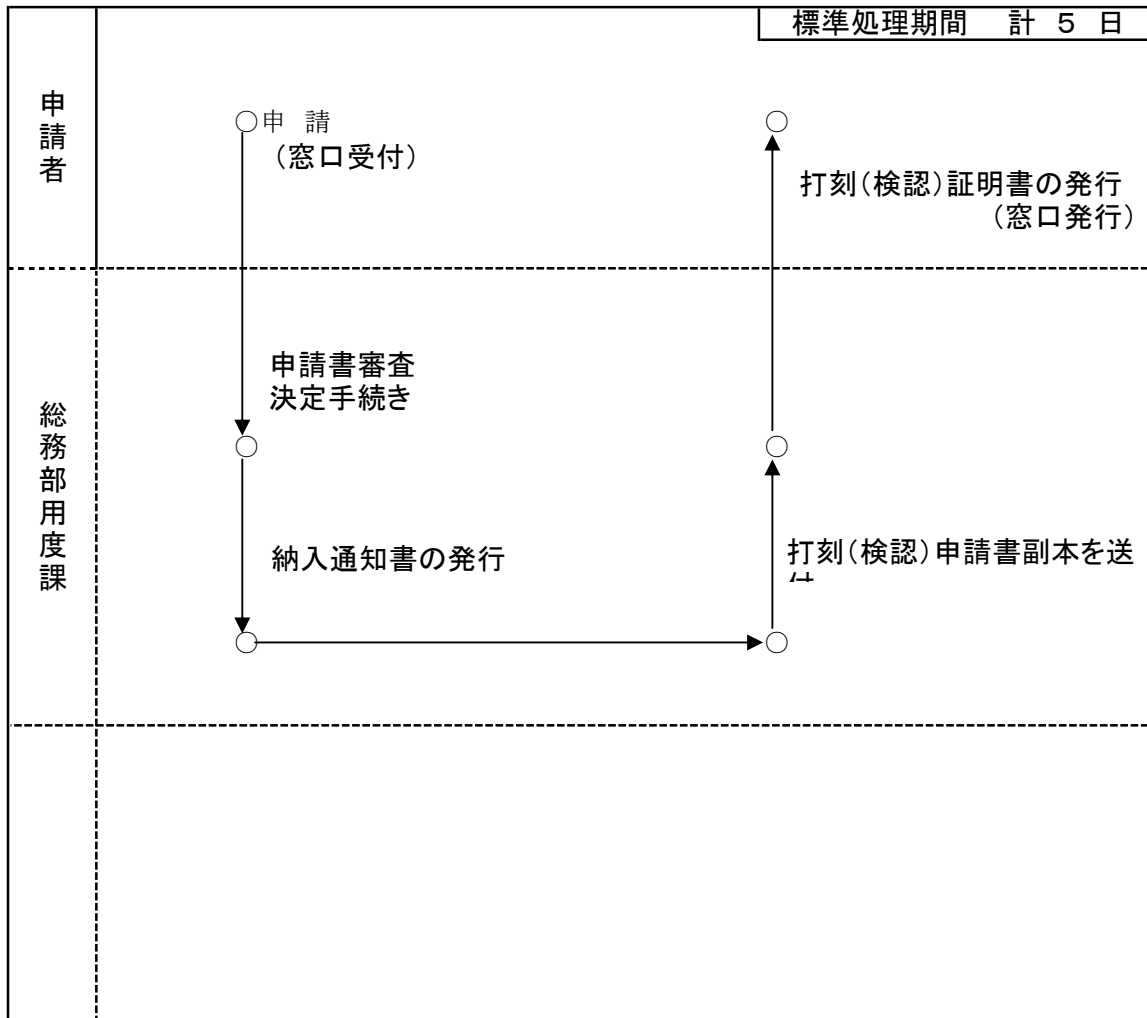 標準処理期間　計　５　日
申請者
○申　請
（窓口受付）
○
打刻（検認）証明書の発行
（窓口発行）
総務部用度課
申請書審査
決定手続き
○
○
納入通知書の発行
打刻（検認）申請書副本を送
付
○
○